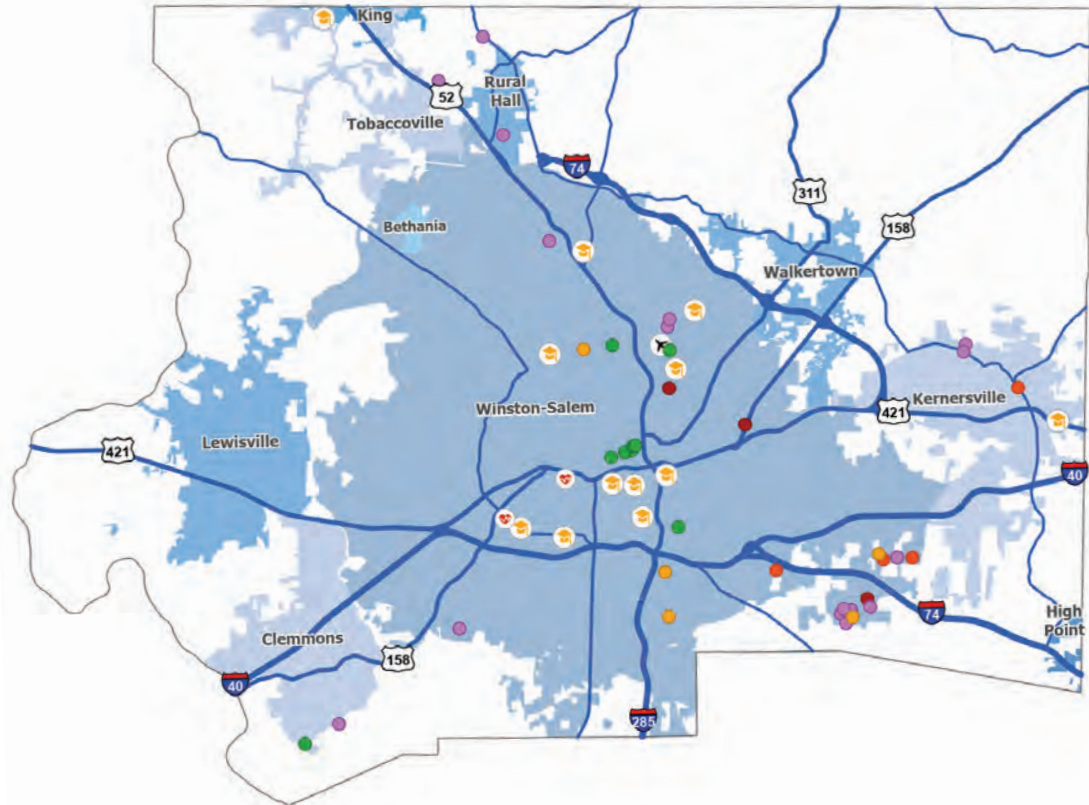 King
Rural
Hall
52
Tobaccoville
74
311
158
Bethania
Walkertown
Winston-Salem
Kernersville
421
Lewisville
421
40
High
Point
74
Clemmons
158
40
285